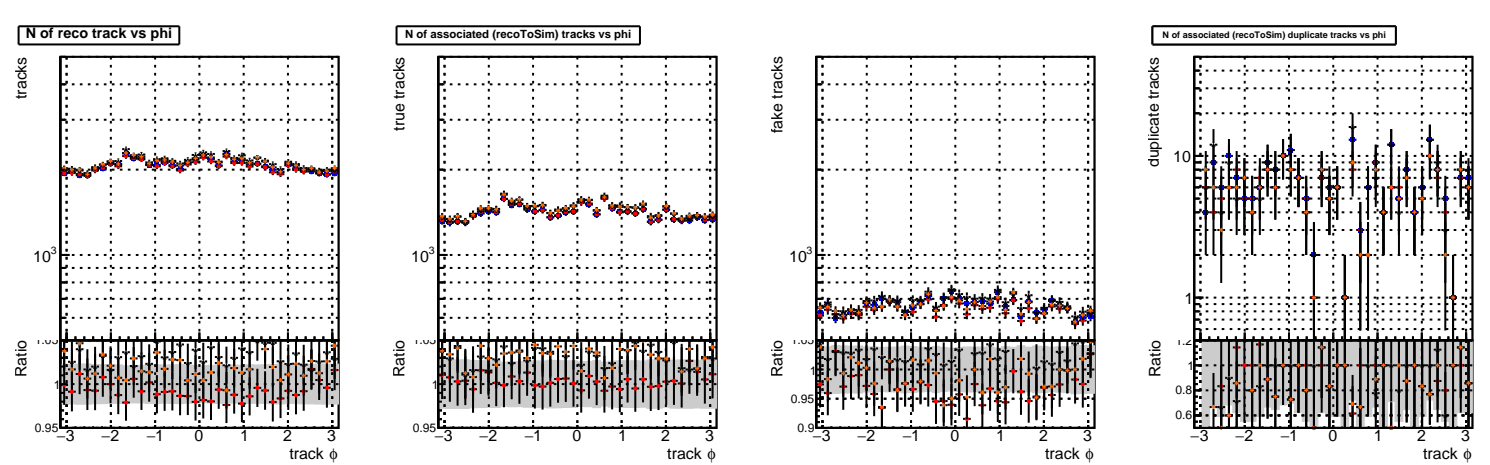 N of reco track vs phi
tracks
10³
Ratio
1
0.95
−3 −2 −1 0 1 2 3
track ϕ
N of associated (recoToSim) tracks vs phi
true tracks
10³
Ratio
1
0.95
−3 −2 −1 0 1 2 3
track ϕ
fake tracks
10³
Ratio
1
0.95
0.9
−3 −2 −1 0 1 2 3
track ϕ
N of associated (recoToSim) duplicate tracks vs phi
duplicate tracks
10
1
Ratio
1.2
1
0.8
0.6
−3 −2 −1 0 1 2 3
track ϕ